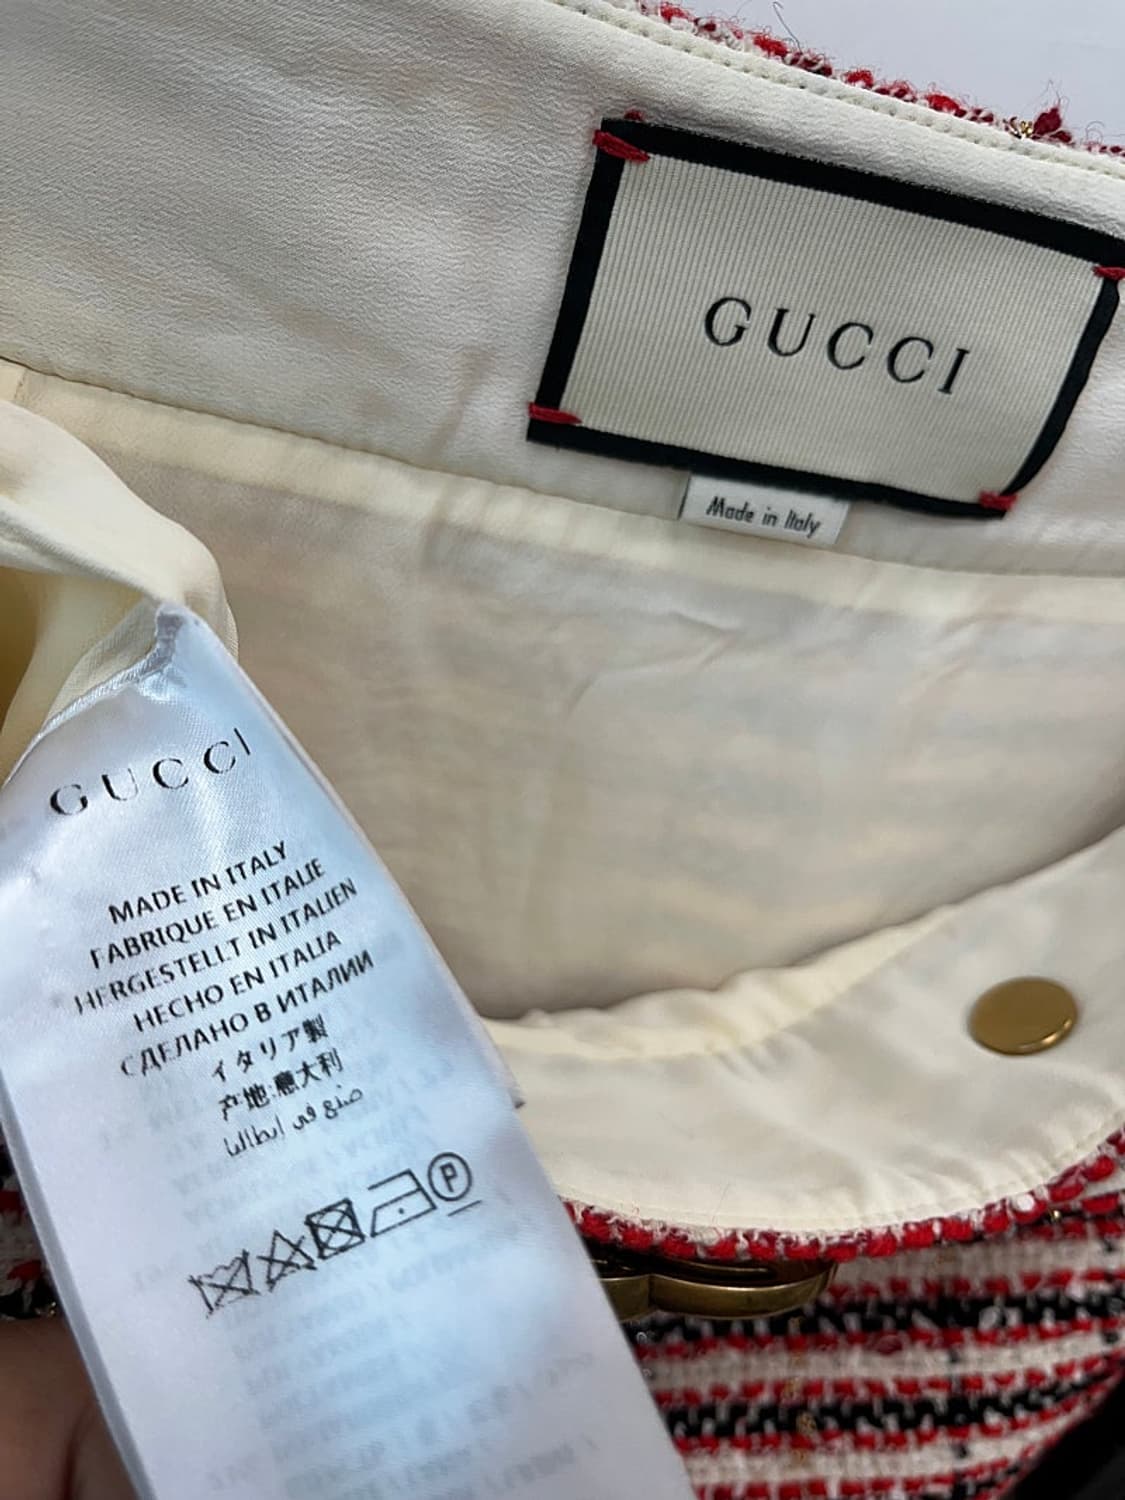 GUCCI
Made in Italy
GUCCI
MADE IN ITALY
FABRIQUE EN ITALIE
HERGESTELLT IN ITALIEN
HECHO EN ITALIA
СДЕЛАНО В ИТАЛИИ
イタリア製
产地:意大利
صنع في إيطاليا
P